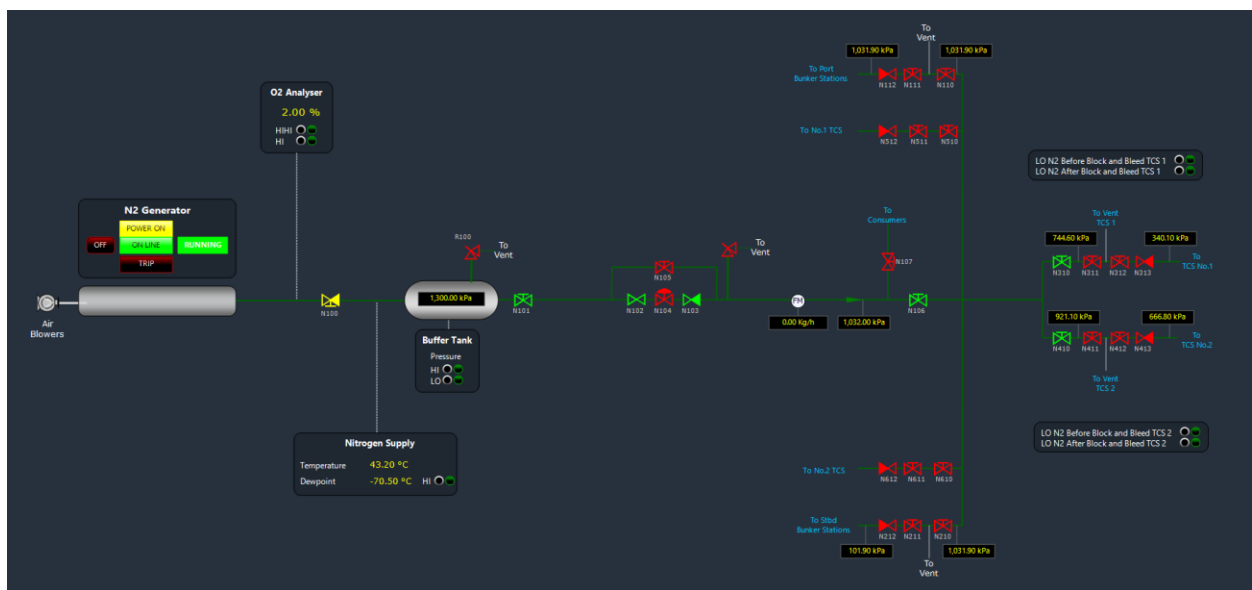 To
Vent
1,031.90 kPa
1,031.90 kPa
To Port
Bunker Stations
N112
N111
N110
O2 Analyser
2.00 %
HIHI
HI
To No.1 TCS
N512
N511
N510
LO N2 Before Block and Bleed TCS 1
LO N2 After Block and Bleed TCS 1
N2 Generator
POWER ON
OFF
ON LINE
RUNNING
TRIP
To
Consumers
To Vent
TCS 1
R100
To
Vent
To
Vent
744.60 kPa
340.10 kPa
N107
N105
N310
N311
N312
N313
To
TCS No.1
1,300.00 kPa
Air
Blowers
N100
N101
N102
N104
N103
FM
0.00 Kg/h
1,032.00 kPa
N106
921.10 kPa
666.80 kPa
N410
N411
N412
N413
To
TCS No.2
Buffer Tank
Pressure
HI
LO
To Vent
TCS 2
Nitrogen Supply
Temperature 43.20 ºC
Dewpoint -70.50 ºC HI
LO N2 Before Block and Bleed TCS 2
LO N2 After Block and Bleed TCS 2
To No.2 TCS
N612
N611
N610
To Stbd
Bunker Stations
N212
N211
N210
101.90 kPa
1,031.90 kPa
To
Vent